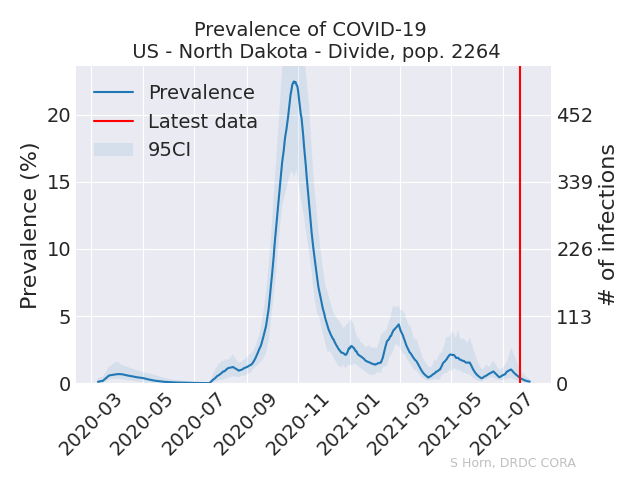 Prevalence of COVID-19
US - North Dakota - Divide, pop. 2264
Prevalence
Latest data
95CI
Prevalence (%)
20
15
10
5
0
452
339
226
113
0
# of infections
2020-03
2020-05
2020-07
2020-09
2020-11
2021-01
2021-03
2021-05
2021-07
S Horn, DRDC CORA